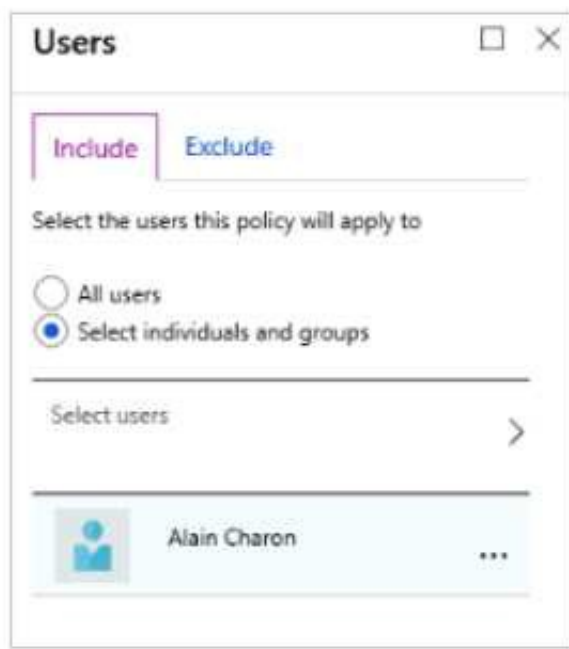 Users
Include Exclude
Select the users this policy will apply to
All users
Select individuals and groups
Select users
Alain Charon
...